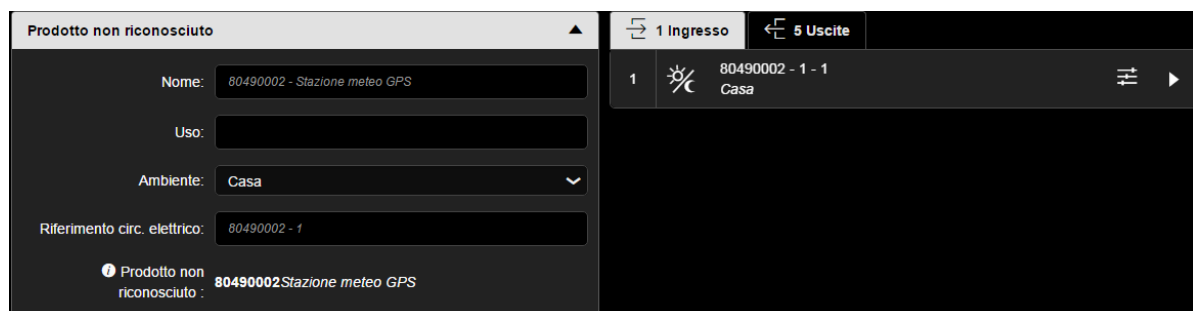 Prodotto non riconosciuto
Nome: 80490002 - Stazione meteo GPS
Uso:
Ambiente: Casa
Riferimento circ. elettrico: 80490002 - 1
Prodotto non
riconosciuto : 80490002Stazione meteo GPS
1 Ingresso
5 Uscite
1
80490002 - 1 - 1
Casa